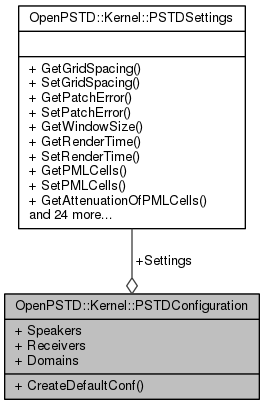 OpenPSTD::Kernel::PSTDSettings
+ GetGridSpacing()
+ SetGridSpacing()
+ GetPatchError()
+ SetPatchError()
+ GetWindowSize()
+ GetRenderTime()
+ SetRenderTime()
+ GetPMLCells()
+ SetPMLCells()
+ GetAttenuationOfPMLCells()
and 24 more...
+Settings
OpenPSTD::Kernel::PSTDConfiguration
+ Speakers
+ Receivers
+ Domains
+ CreateDefaultConf()